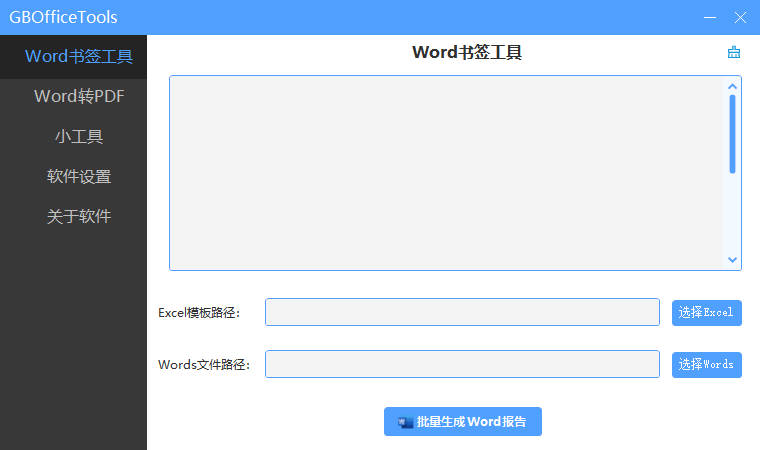 GBOfficeTools
Word书签工具
Word转PDF
小工具
软件设置
关于软件
Word书签工具
Excel模板路径：
选择Excel
Words文件路径：
选择Words
批量生成Word报告